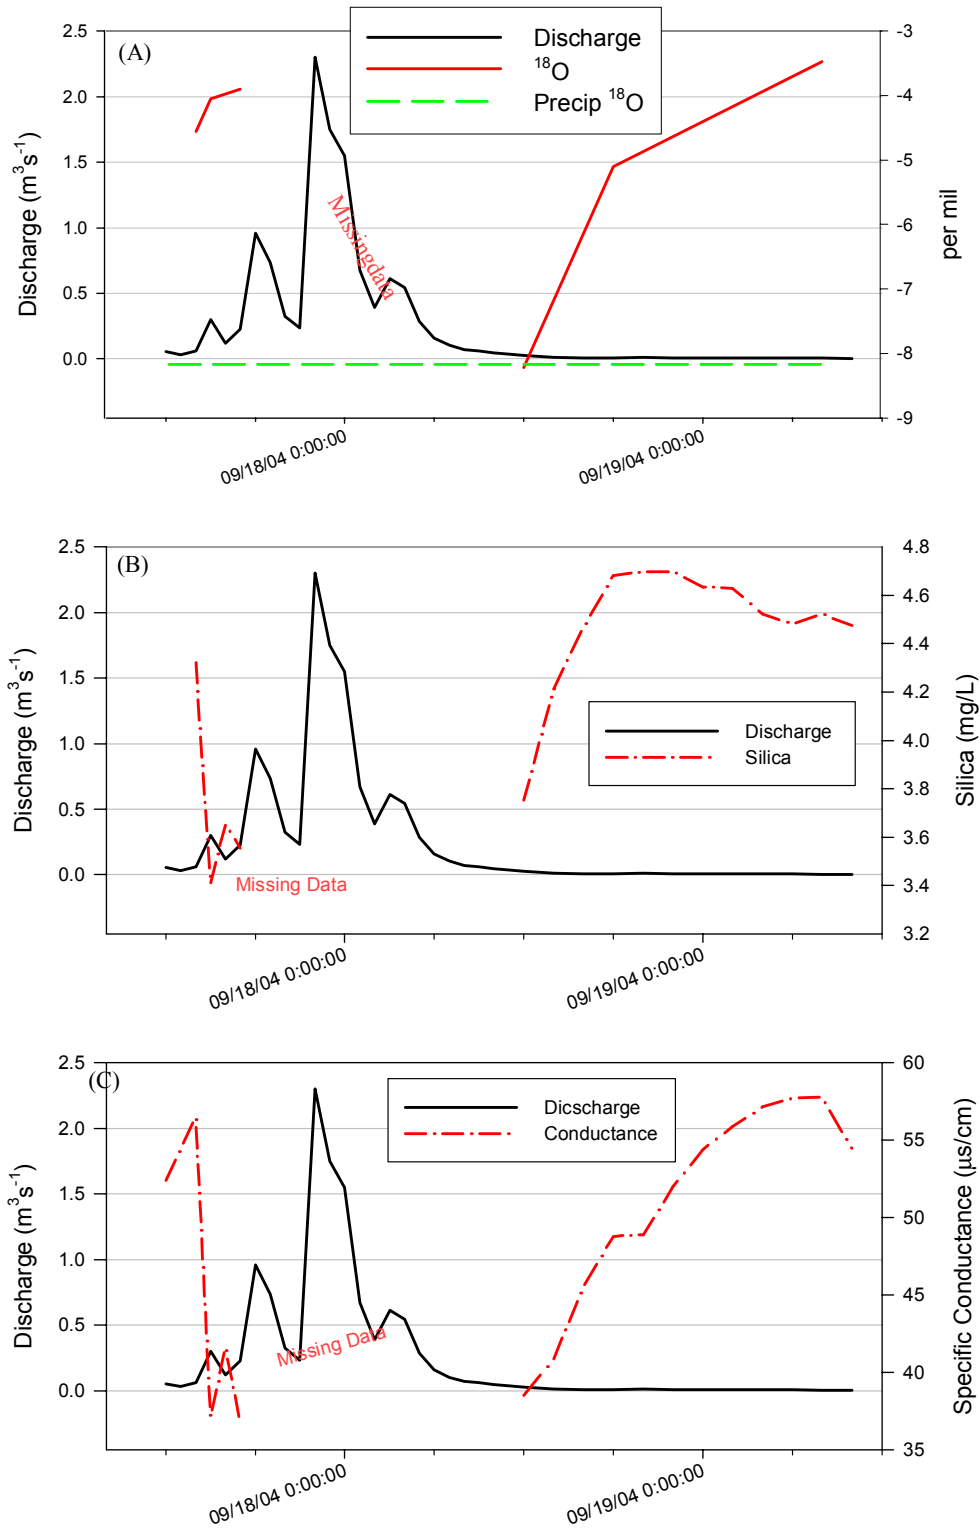 (A)
Discharge
18O
Precip 18O
2.5
2.0
1.5
1.0
0.5
0.0
Discharge (m3s-1)
-3
-4
-5
-6
-7
-8
-9
per mil
Missingdata
09/18/04 0:00:00
09/19/04 0:00:00
(B)
2.5
2.0
1.5
1.0
0.5
0.0
Discharge (m3s-1)
4.8
4.6
4.4
4.2
4.0
3.8
3.6
3.4
3.2
Silica (mg/L)
Discharge
Silica
Missing Data
09/18/04 0:00:00
09/19/04 0:00:00
(C)
2.5
2.0
1.5
1.0
0.5
0.0
Discharge (m3s-1)
60
55
50
45
40
35
Specific Conductance (µs/cm)
Dicscharge
Conductance
Missing Data
09/18/04 0:00:00
09/19/04 0:00:00